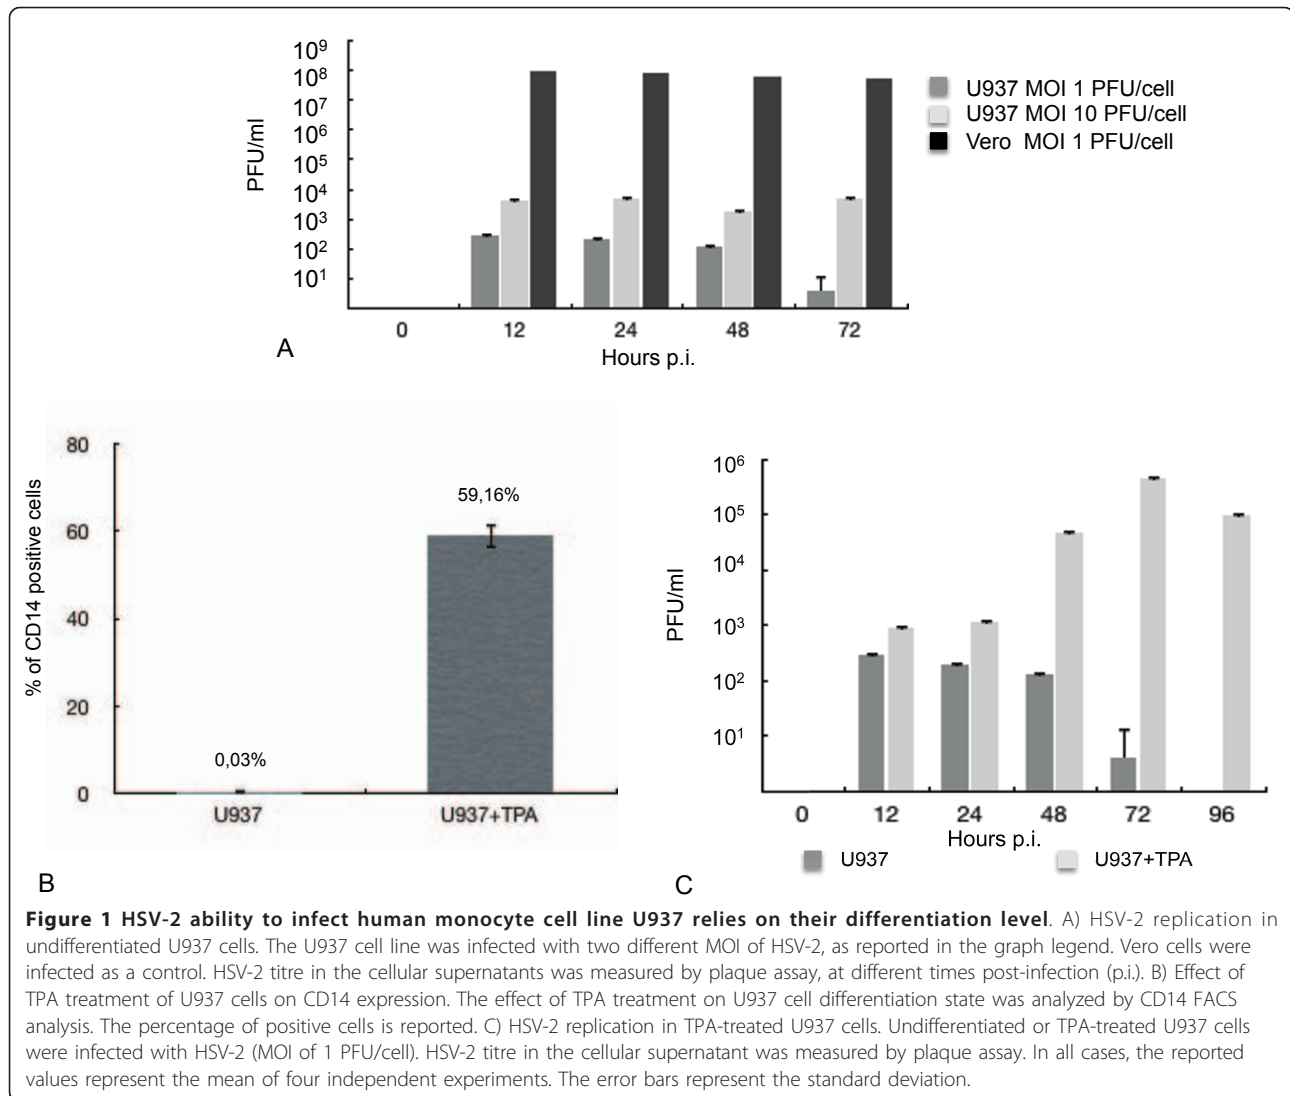 10⁹
10⁸
10⁷
10⁶
10⁵
10⁴
10³
10²
10¹
PFU/ml
0 12 24 48 72
Hours p.i.
A
U937 MOI 1 PFU/cell
U937 MOI 10 PFU/cell
Vero MOI 1 PFU/cell
80
60
40
20
0
% of CD14 positive cells
0,03%
59,16%
U937 U937+TPA
B
10⁶
10⁵
10⁴
10³
10²
10¹
PFU/ml
0 12 24 48 72 96
Hours p.i.
U937 U937+TPA
C
Figure 1 HSV-2 ability to infect human monocyte cell line U937 relies on their differentiation level. A) HSV-2 replication in
undifferentiated U937 cells. The U937 cell line was infected with two different MOI of HSV-2, as reported in the graph legend. Vero cells were
infected as a control. HSV-2 titre in the cellular supernatants was measured by plaque assay, at different times post-infection (p.i.). B) Effect of
TPA treatment of U937 cells on CD14 expression. The effect of TPA treatment on U937 cell differentiation state was analyzed by CD14 FACS
analysis. The percentage of positive cells is reported. C) HSV-2 replication in TPA-treated U937 cells. Undifferentiated or TPA-treated U937 cells
were infected with HSV-2 (MOI of 1 PFU/cell). HSV-2 titre in the cellular supernatant was measured by plaque assay. In all cases, the reported
values represent the mean of four independent experiments. The error bars represent the standard deviation.